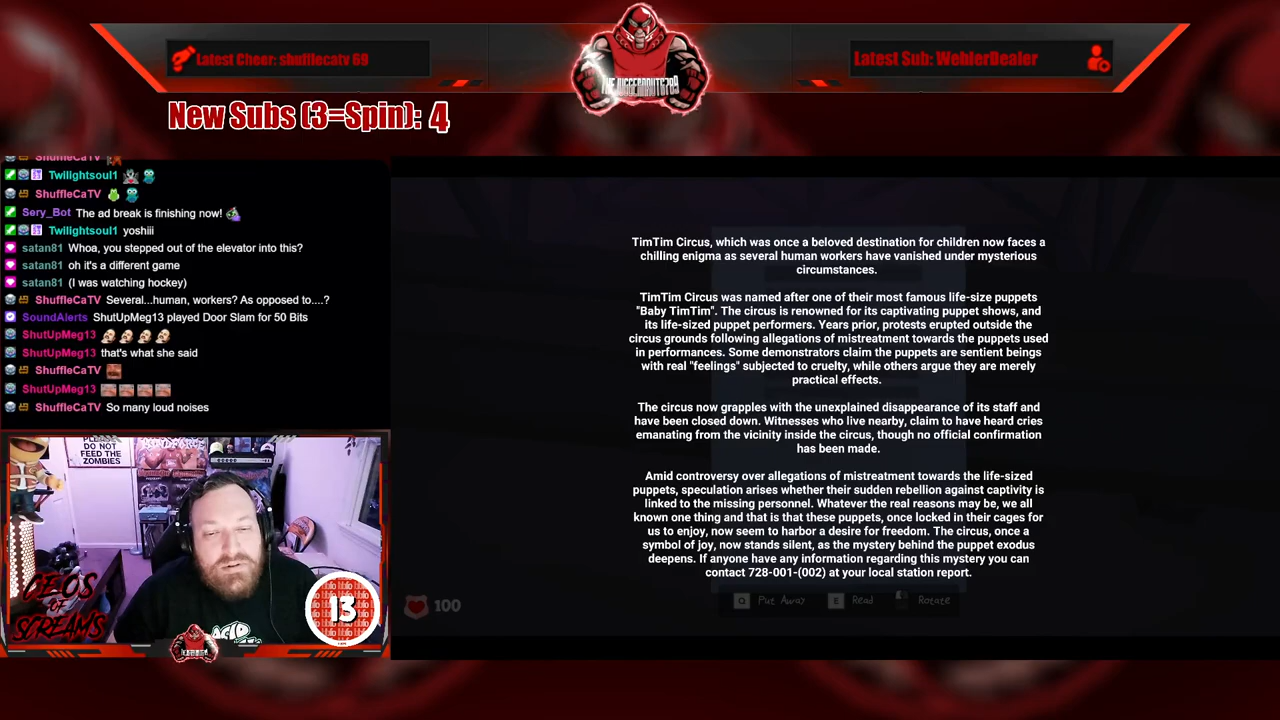 Latest Cheer: shufflecatv 69
THE JUGGERNAUT6789
Latest Sub: WehlerDealer
New Subs (3=Spin): 4
ShuffleCaTV
Twilightsoul1
ShuffleCaTV
Sery_Bot The ad break is finishing now!
Twilightsoul1 yoshiii
satan81 Whoa, you stepped out of the elevator into this?
satan81 oh it's a different game
satan81 (I was watching hockey)
ShuffleCaTV Several...human, workers? As opposed to....?
SoundAlerts ShutUpMeg13 played Door Slam for 50 Bits
ShutUpMeg13
ShutUpMeg13 that's what she said
ShuffleCaTV
ShutUpMeg13
ShuffleCaTV So many loud noises
TimTim Circus, which was once a beloved destination for children now faces a
chilling enigma as several human workers have vanished under mysterious
circumstances.
TimTim Circus was named after one of their most famous life-size puppets
"Baby TimTim". The circus is renowned for its captivating puppet shows, and
its life-sized puppet performers. Years prior, protests erupted outside the
circus grounds following allegations of mistreatment towards the puppets used
in performances. Some demonstrators claim the puppets are sentient beings
with real "feelings" subjected to cruelty, while others argue they are merely
practical effects.
The circus now grapples with the unexplained disappearance of its staff and
have been closed down. Witnesses who live nearby, claim to have heard cries
emanating from the vicinity inside the circus, though no official confirmation
has been made.
Amid controversy over allegations of mistreatment towards the life-sized
puppets, speculation arises whether their sudden rebellion against captivity is
linked to the missing personnel. Whatever the real reasons may be, we all
known one thing and that is that these puppets, once locked in their cages for
us to enjoy, now seem to harbor a desire for freedom. The circus, once a
symbol of joy, now stands silent, as the mystery behind the puppet exodus
deepens. If anyone have any information regarding this mystery you can
contact 728-001-(002) at your local station report.
100
Q Put Away E Read Rotate
PLEASE
DO NOT
FEED THE
ZOMBIES
GEOS
OF
SCREAMS
ACID
13